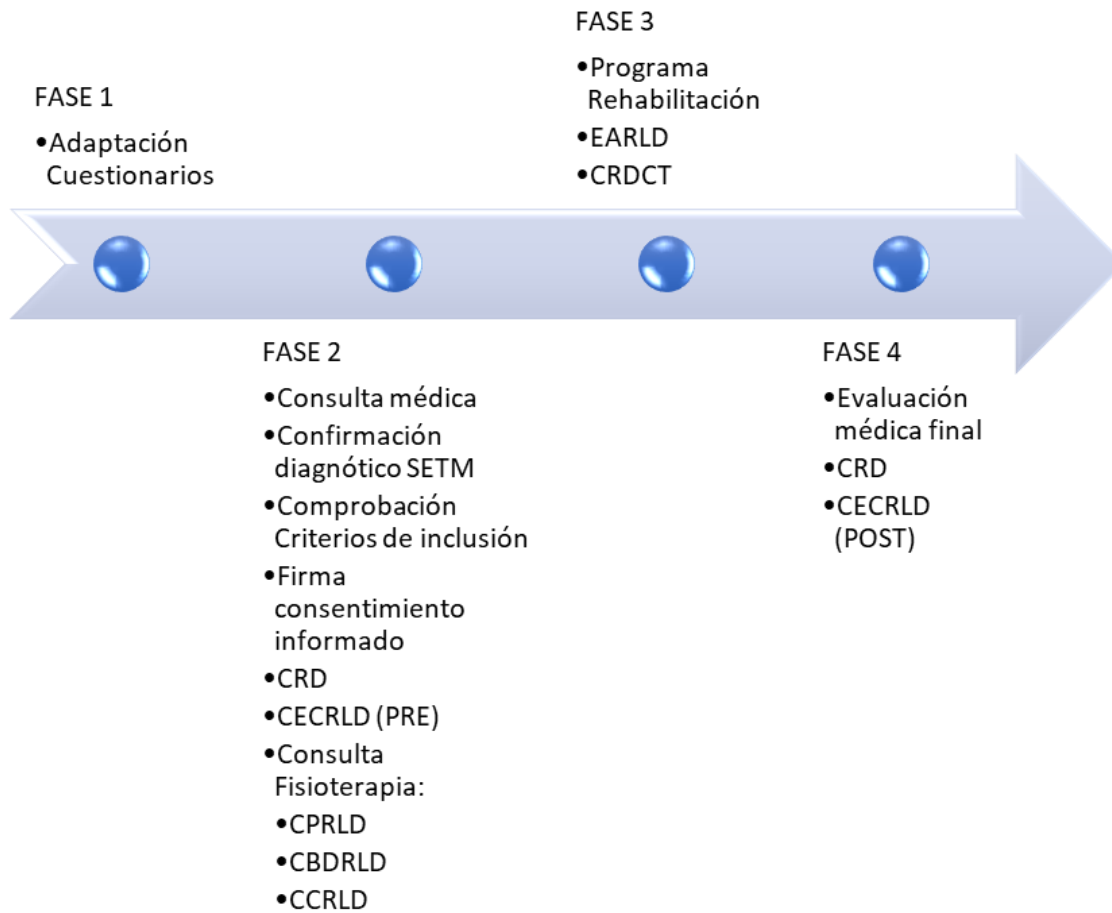 FASE 1
•Adaptación
Cuestionarios
FASE 2
•Consulta médica
•Confirmación
diagnótico SETM
•Comprobación
Criterios de inclusión
•Firma
consentimiento
informado
•CRD
•CECRLD (PRE)
•Consulta
Fisioterapia:
•CPRLD
•CBDRLD
•CCRLD
FASE 3
•Programa
Rehabilitación
•EARLD
•CRDCT
FASE 4
•Evaluación
médica final
•CRD
•CECRLD
(POST)